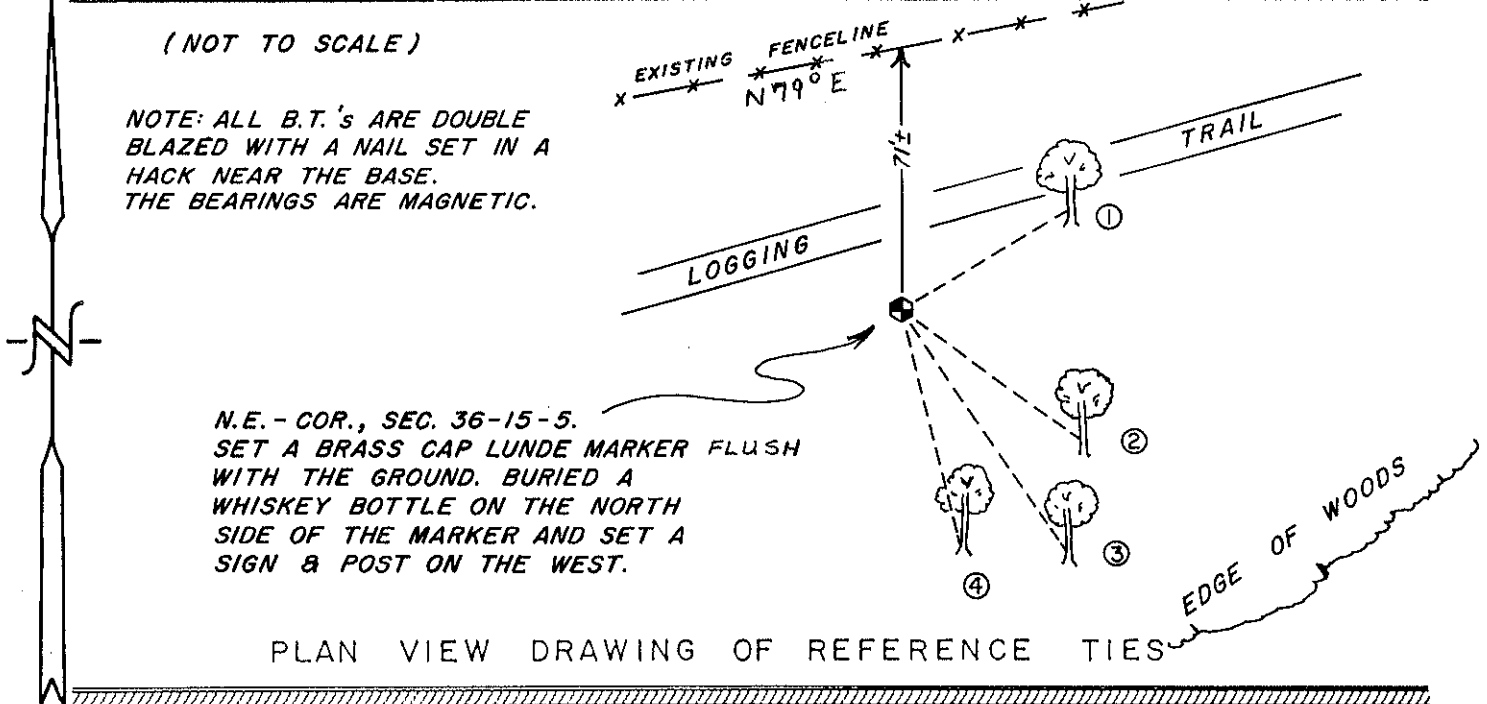 (NOT TO SCALE)
EXISTING FENCELINE
N79°E
NOTE: ALL B.T.'s ARE DOUBLE
BLAZED WITH A NAIL SET IN A
HACK NEAR THE BASE.
THE BEARINGS ARE MAGNETIC.
71'±
LOGGING TRAIL
①
N
N.E.-COR., SEC. 36-15-5.
SET A BRASS CAP LUNDE MARKER FLUSH
WITH THE GROUND. BURIED A
WHISKEY BOTTLE ON THE NORTH
SIDE OF THE MARKER AND SET A
SIGN & POST ON THE WEST.
②
③
④
EDGE OF WOODS
PLAN VIEW DRAWING OF REFERENCE TIES